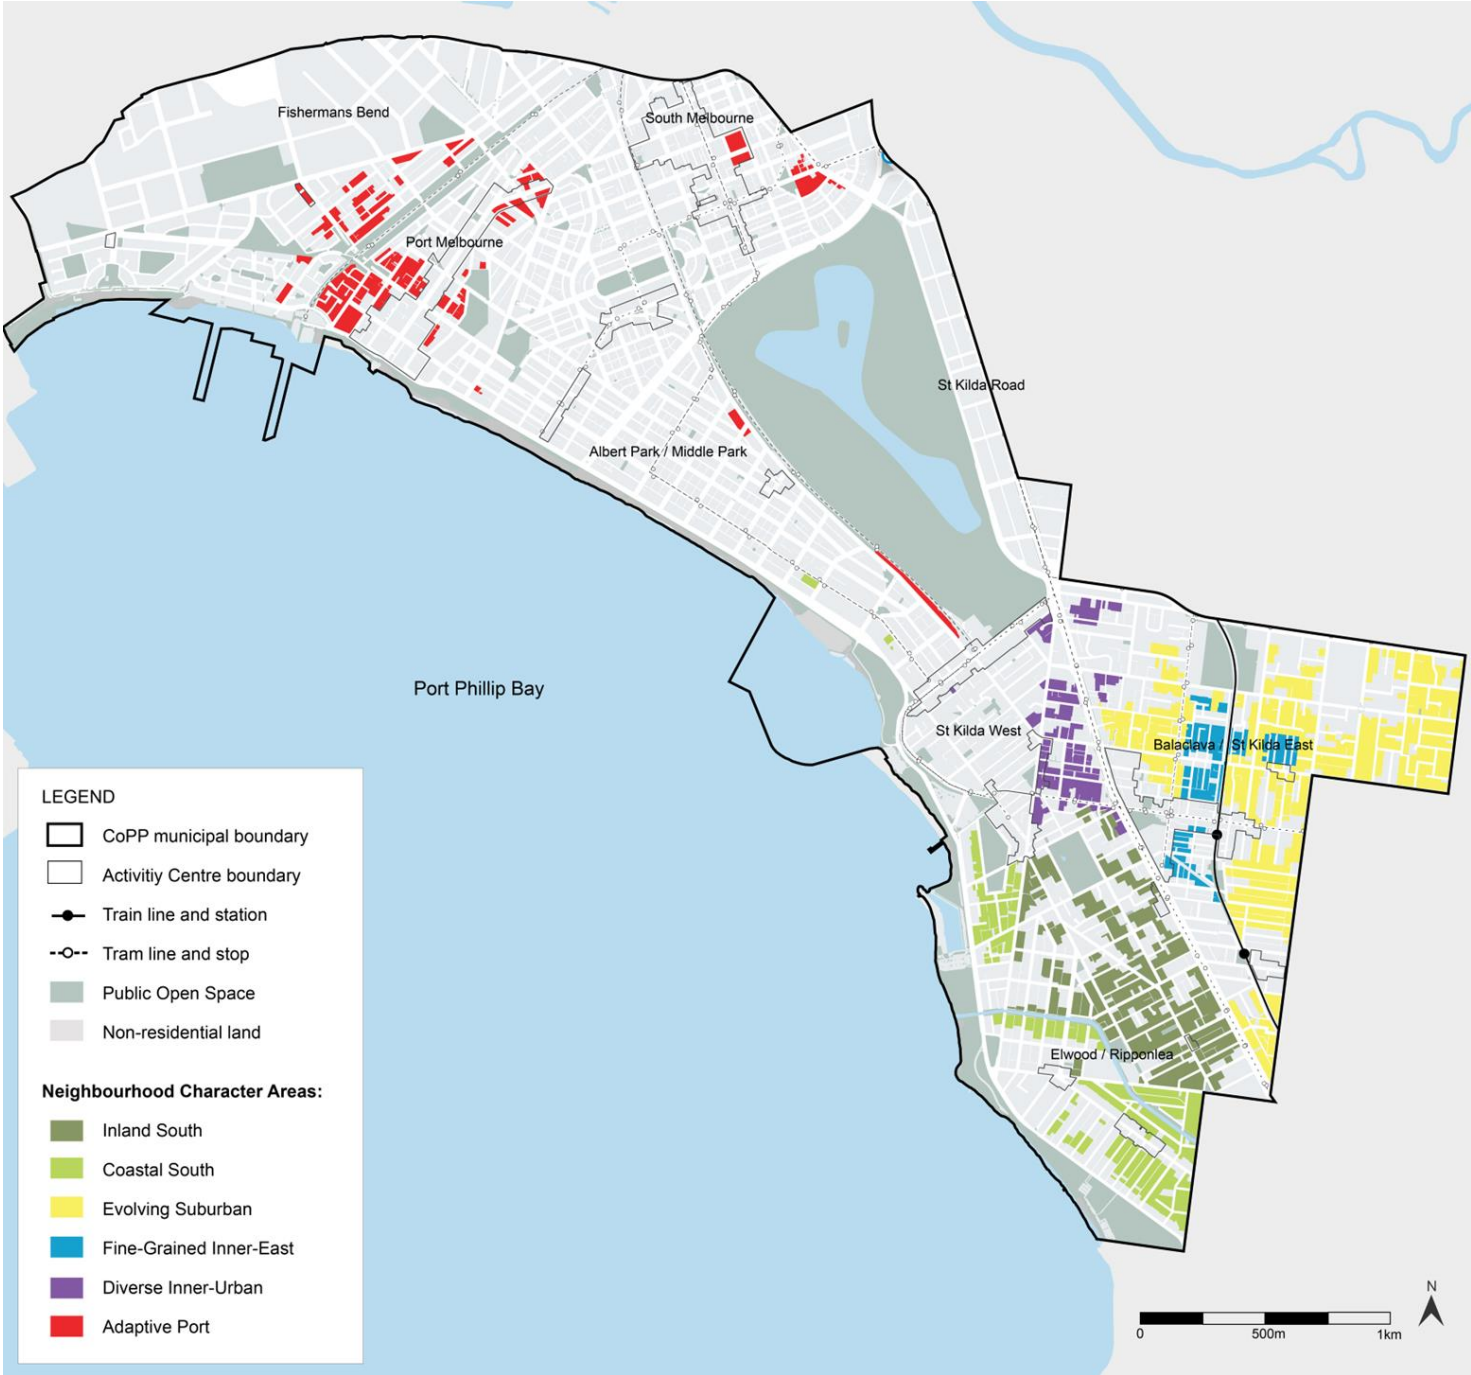 Fishermans Bend
South Melbourne
Port Melbourne
St Kilda Road
Albert Park / Middle Park
Port Phillip Bay
St Kilda West
Balaclava / St Kilda East
Elwood / Ripponlea
LEGEND
CoPP municipal boundary
Activitiy Centre boundary
Train line and station
Tram line and stop
Public Open Space
Non-residential land
Neighbourhood Character Areas:
Inland South
Coastal South
Evolving Suburban
Fine-Grained Inner-East
Diverse Inner-Urban
Adaptive Port
N
0 500m 1km